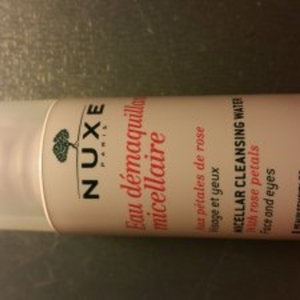 NUXE
PARIS
Eau démaquillante
micellaire
aux pétales de rose
visage et yeux
MICELLAR CLEANSING WATER
with rose petals
face and eyes